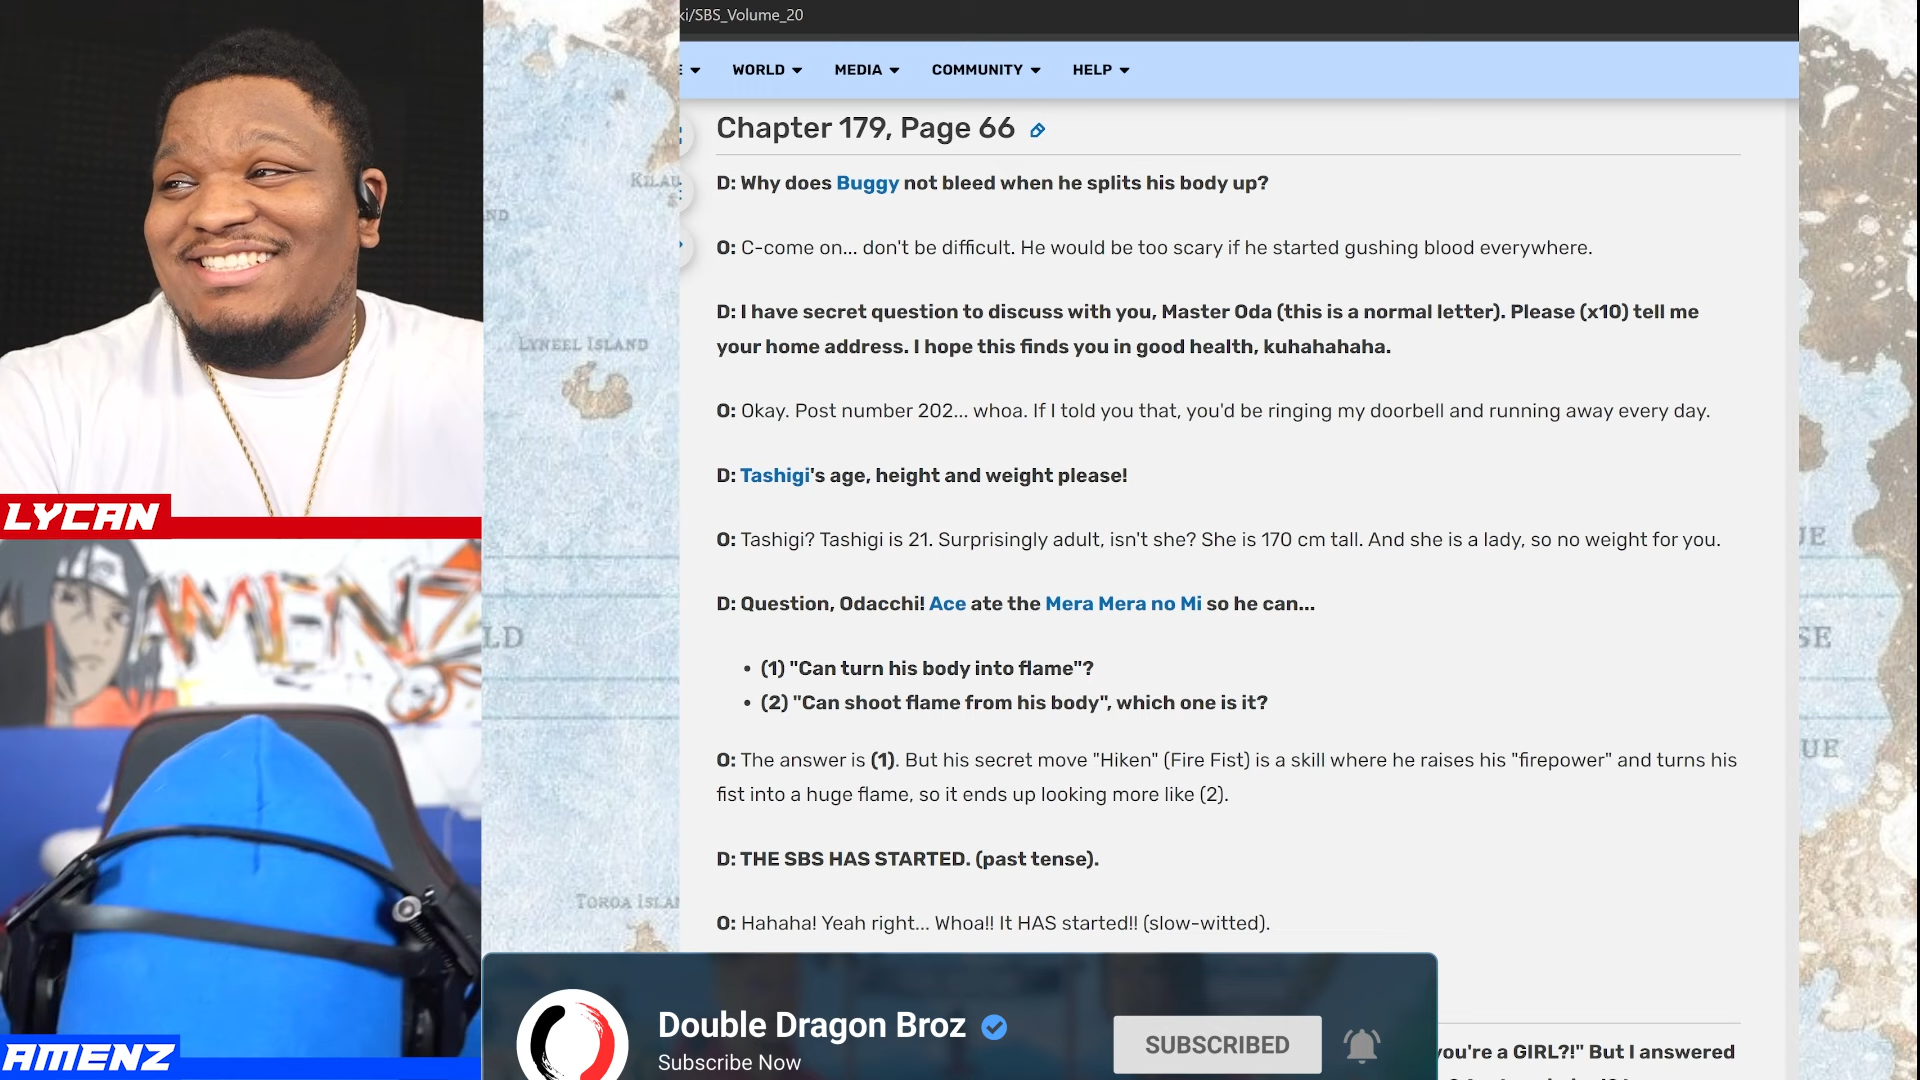 ki/SBS_Volume_20
WORLD
MEDIA
COMMUNITY
HELP
Chapter 179, Page 66
D: Why does Buggy not bleed when he splits his body up?
O: C-come on... don't be difficult. He would be too scary if he started gushing blood everywhere.
D: I have secret question to discuss with you, Master Oda (this is a normal letter). Please (x10) tell me
your home address. I hope this finds you in good health, kuhahahaha.
O: Okay. Post number 202... whoa. If I told you that, you'd be ringing my doorbell and running away every day.
D: Tashigi's age, height and weight please!
O: Tashigi? Tashigi is 21. Surprisingly adult, isn't she? She is 170 cm tall. And she is a lady, so no weight for you.
D: Question, Odacchi! Ace ate the Mera Mera no Mi so he can...
• (1) "Can turn his body into flame"?
• (2) "Can shoot flame from his body", which one is it?
O: The answer is (1). But his secret move "Hiken" (Fire Fist) is a skill where he raises his "firepower" and turns his
fist into a huge flame, so it ends up looking more like (2).
D: THE SBS HAS STARTED. (past tense).
O: Hahaha! Yeah right... Whoa!! It HAS started!! (slow-witted).
you're a GIRL?!" But I answered
LYNEEL ISLAND
LYCAN
AMENZ
AMENZ
Double Dragon Broz
Subscribe Now
SUBSCRIBED